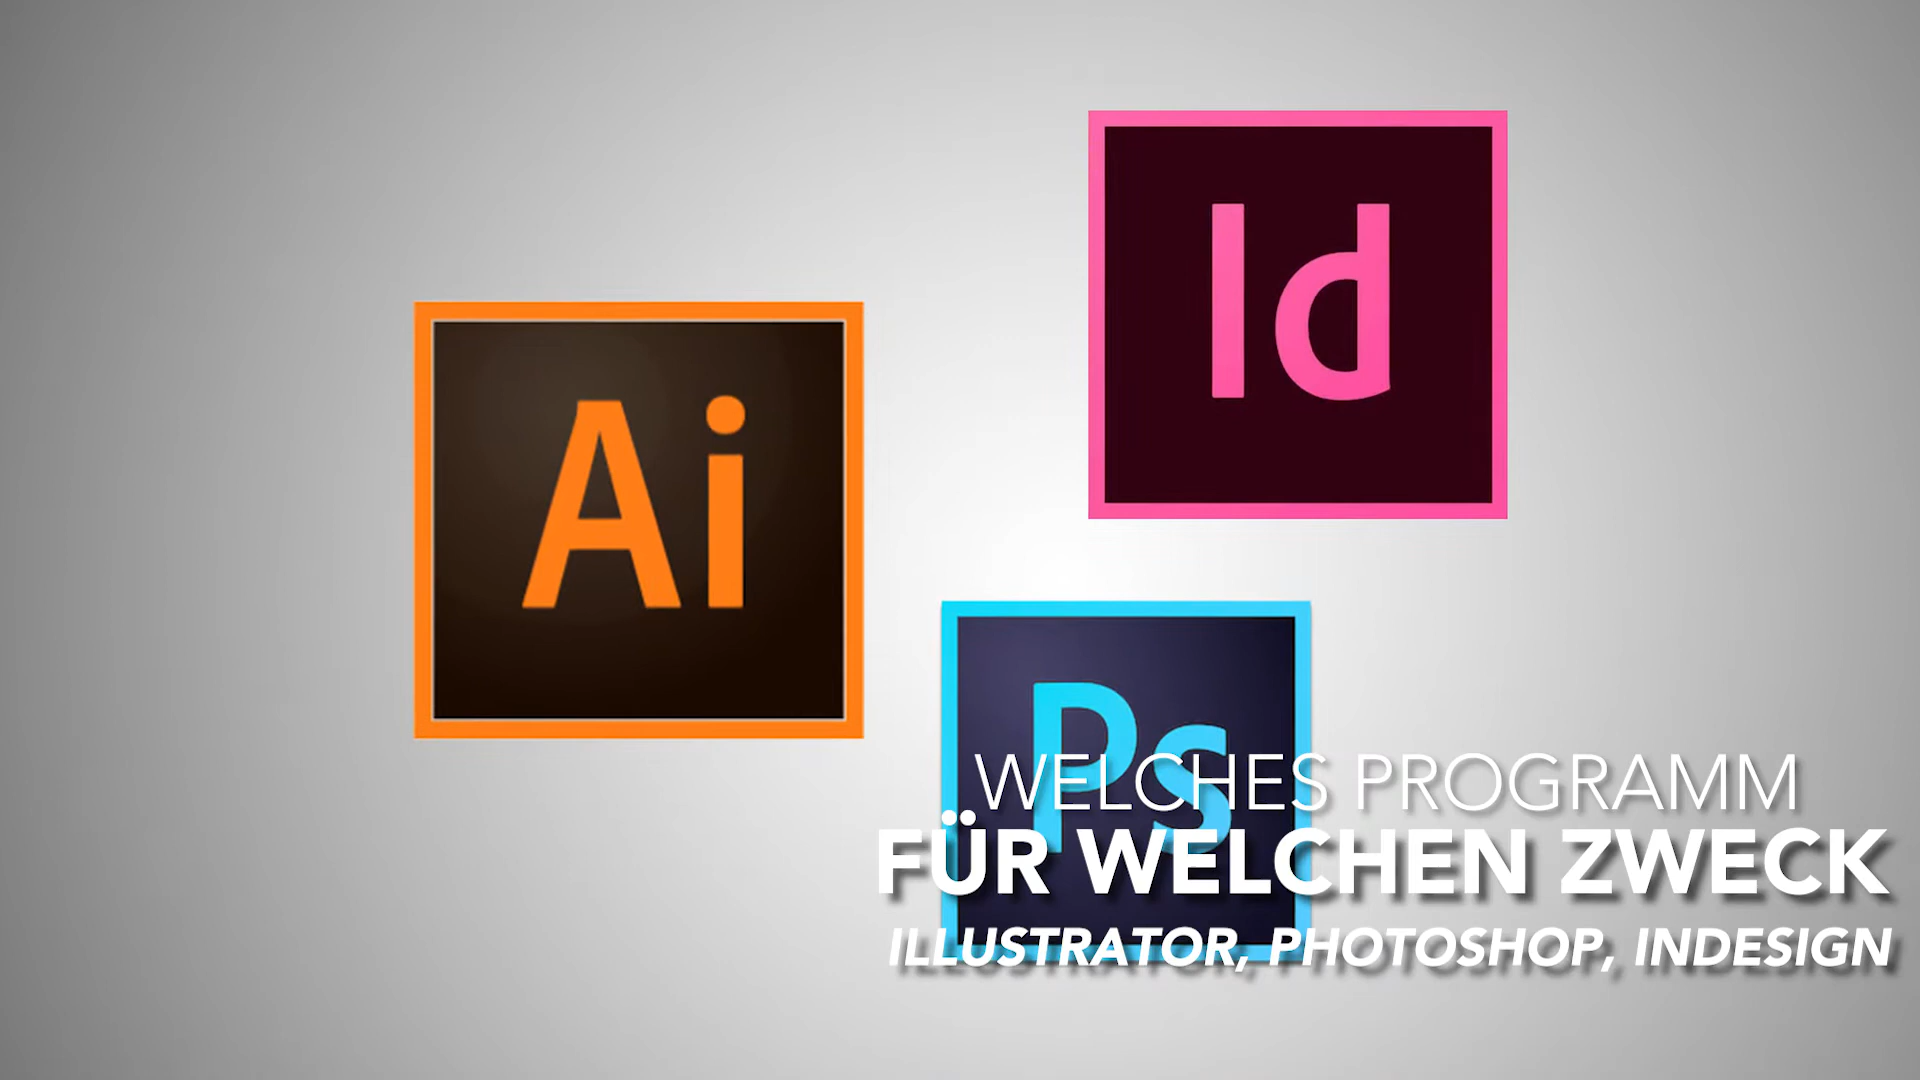 Id
Ai
Ps
WELCHES PROGRAMM
FÜR WELCHEN ZWECK
ILLUSTRATOR, PHOTOSHOP, INDESIGN